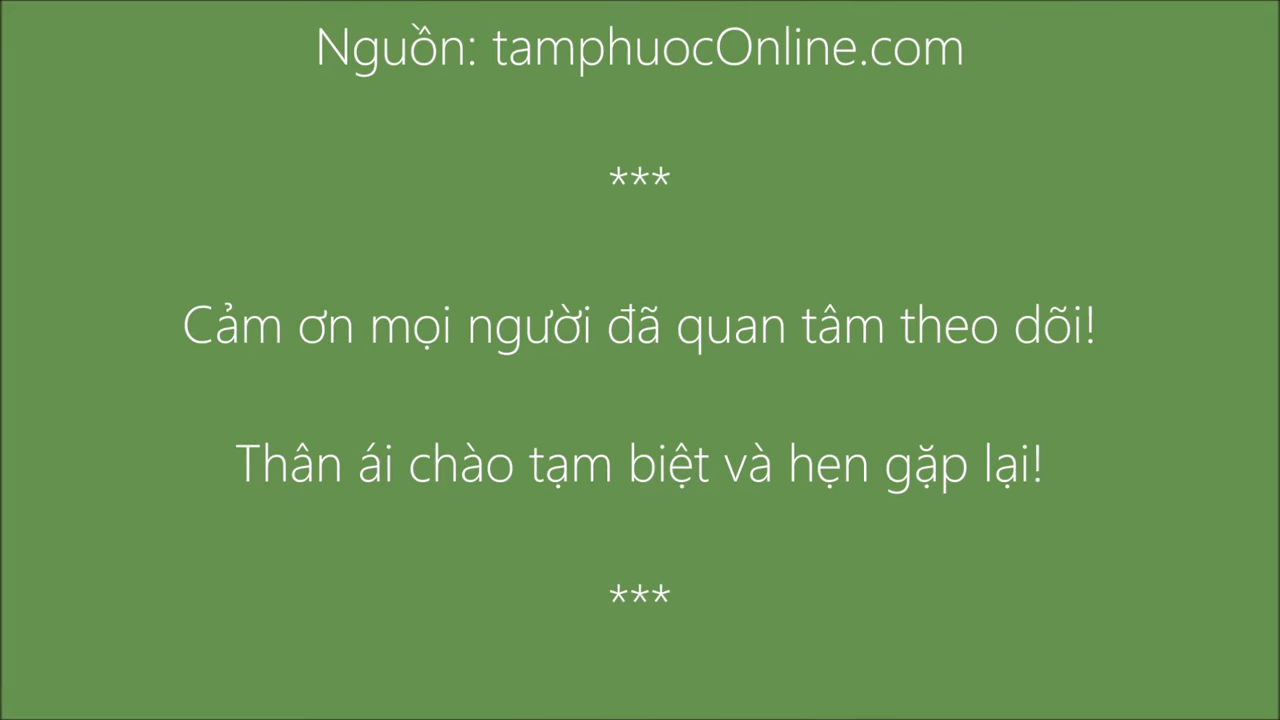 Nguồn: tamphuocOnline.com
***
Cảm ơn mọi người đã quan tâm theo dõi!
Thân ái chào tạm biệt và hẹn gặp lại!
***